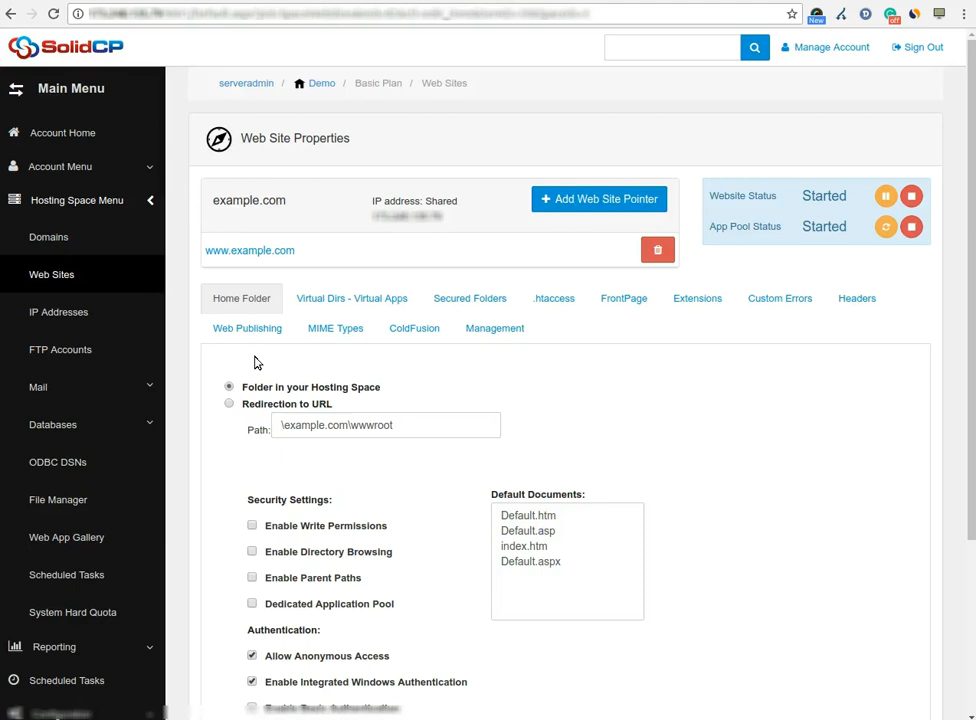 New
off
SolidCP
Manage Account
Sign Out
Main Menu
serveradmin / Demo / Basic Plan / Web Sites
Account Home
Account Menu
Hosting Space Menu
Domains
Web Sites
IP Addresses
FTP Accounts
Mail
Databases
ODBC DSNs
File Manager
Web App Gallery
Scheduled Tasks
System Hard Quota
Reporting
Scheduled Tasks
Configuration
Web Site Properties
example.com
IP address: Shared
+ Add Web Site Pointer
www.example.com
Website Status Started
App Pool Status Started
Home Folder Virtual Dirs - Virtual Apps Secured Folders .htaccess FrontPage Extensions Custom Errors Headers
Web Publishing MIME Types ColdFusion Management
Folder in your Hosting Space
Redirection to URL
Path: \example.com\wwwroot
Security Settings:
Enable Write Permissions
Enable Directory Browsing
Enable Parent Paths
Dedicated Application Pool
Authentication:
Allow Anonymous Access
Enable Integrated Windows Authentication
Enable Basic Authentication
Default Documents:
Default.htm
Default.asp
index.htm
Default.aspx